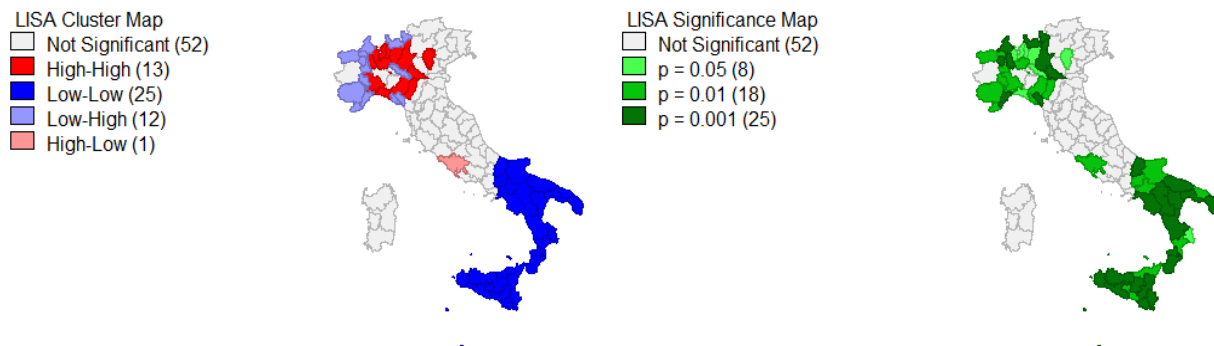 LISA Cluster Map
Not Significant (52)
High-High (13)
Low-Low (25)
Low-High (12)
High-Low (1)
LISA Significance Map
Not Significant (52)
p = 0.05 (8)
p = 0.01 (18)
p = 0.001 (25)